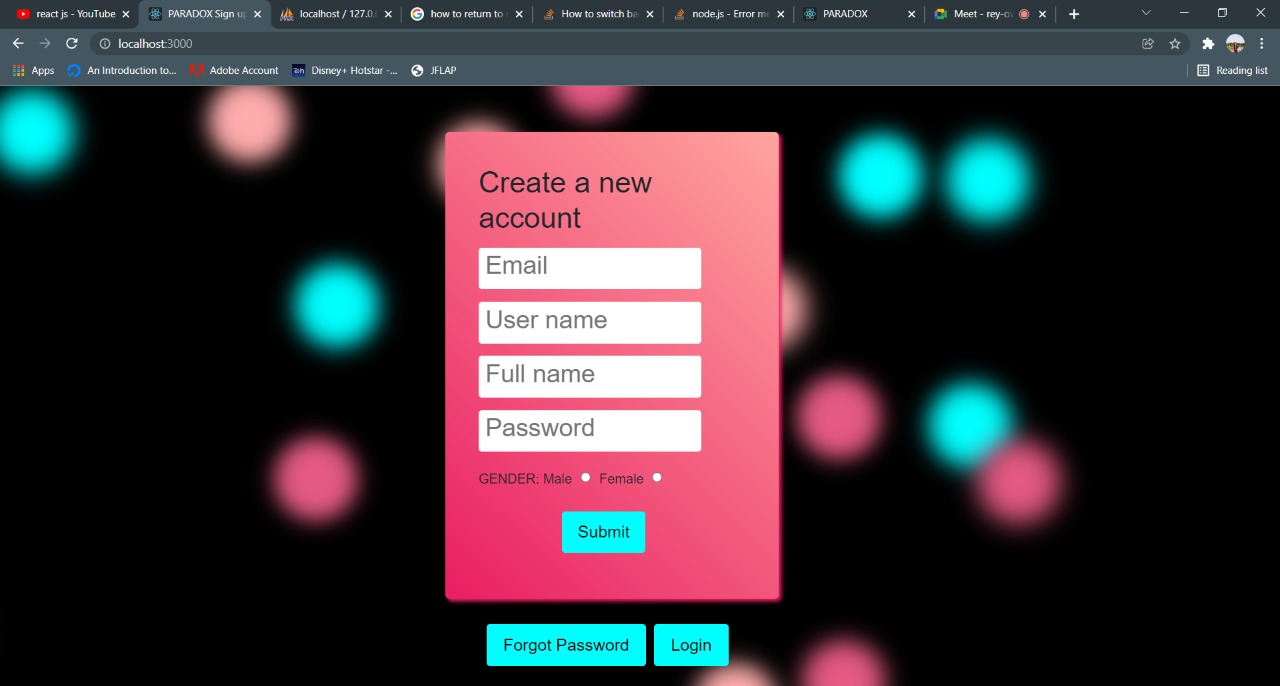 react js - YouTube
PARADOX Sign up
localhost / 127.0.
how to return to
How to switch ba
node.js - Error m
PARADOX
Meet - rey-ov
localhost:3000
Apps
An Introduction to...
Adobe Account
Disney+ Hotstar -...
JFLAP
Reading list
Create a new
account
Email
User name
Full name
Password
GENDER: Male Female
Submit
Forgot Password
Login